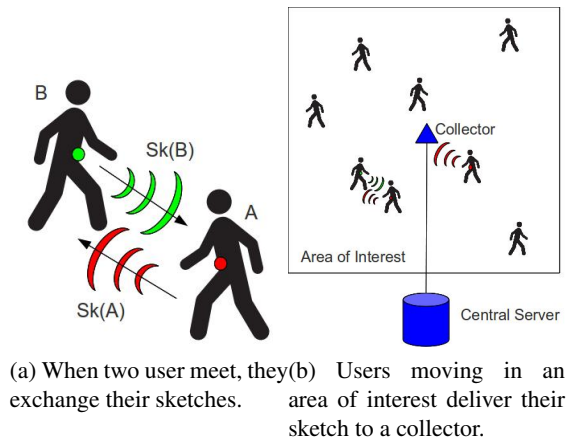 B
Sk(B)
A
Sk(A)
Collector
Area of Interest
Central Server
(a) When two user meet, they
exchange their sketches.
(b) Users moving in an
area of interest deliver their
sketch to a collector.